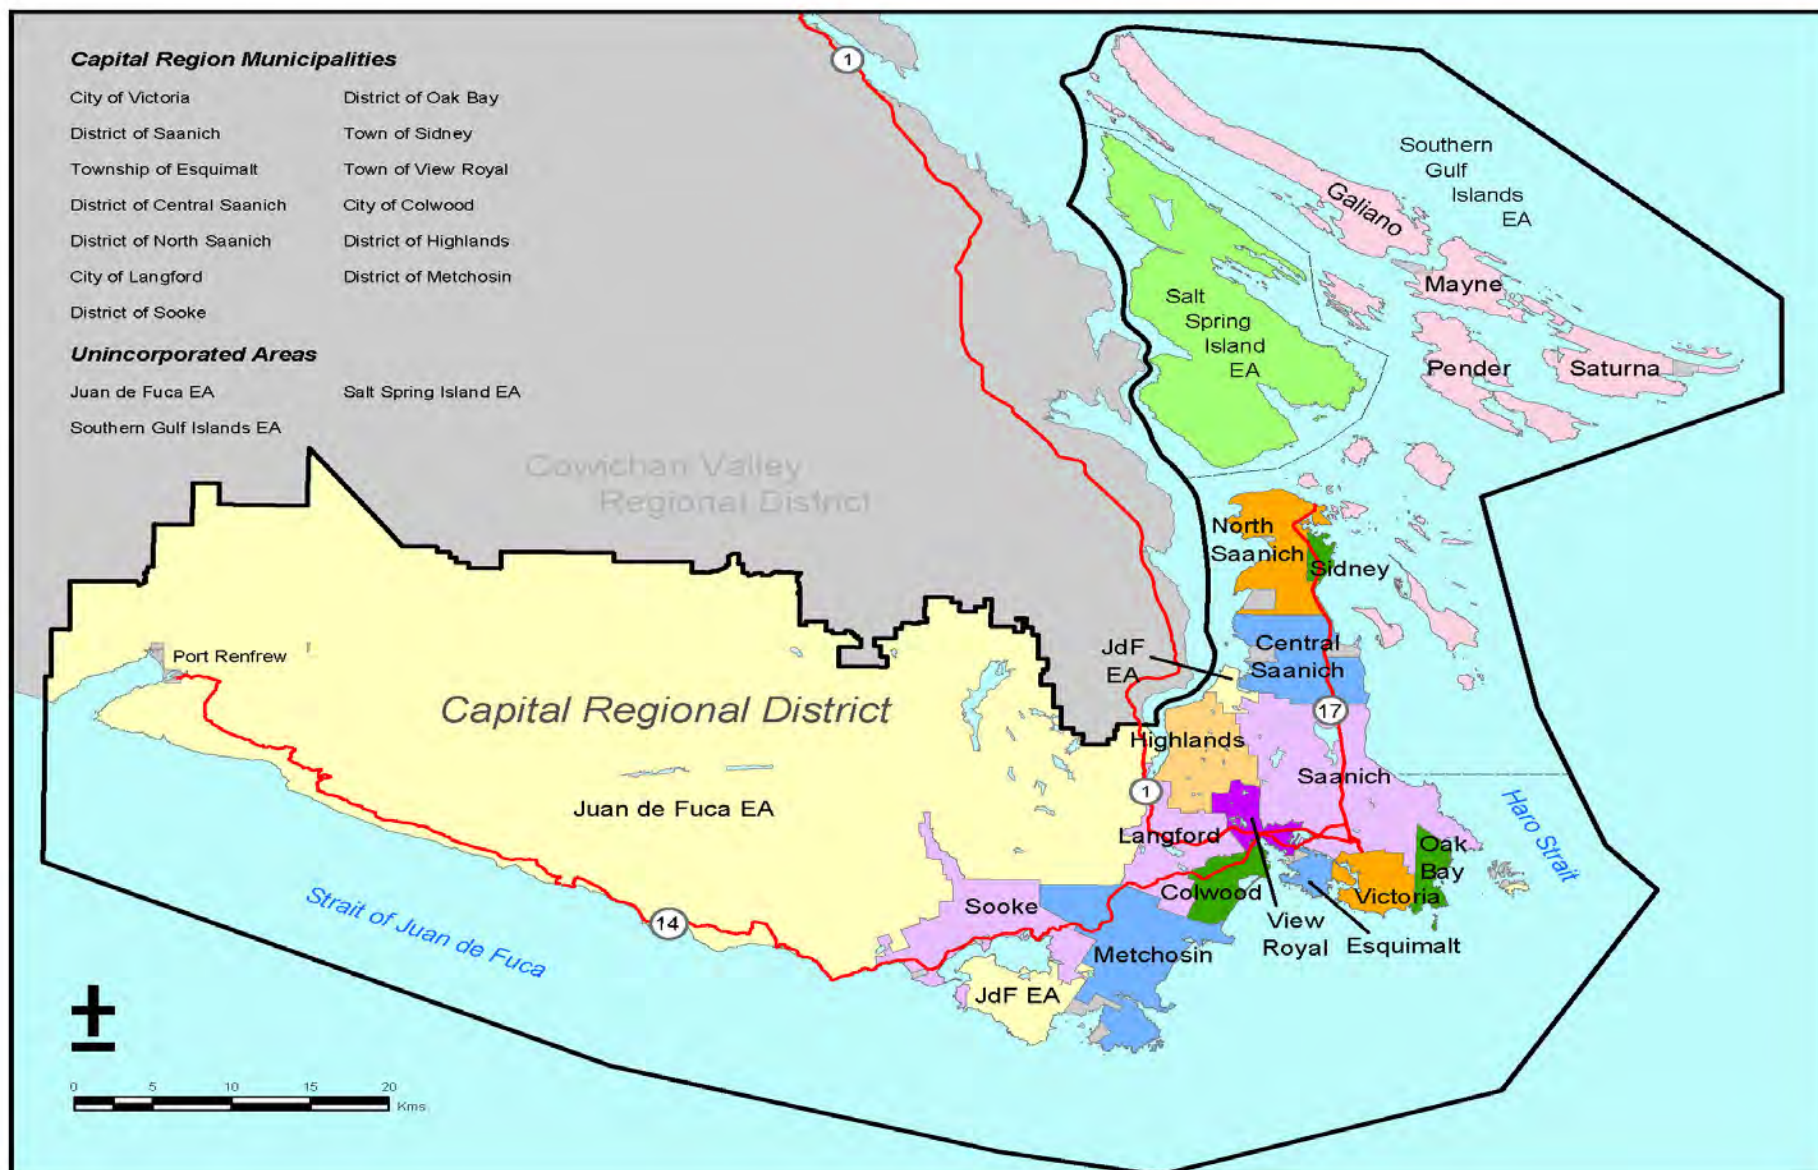 Capital Region Municipalities
City of Victoria
District of Oak Bay
District of Saanich
Town of Sidney
Township of Esquimalt
Town of View Royal
District of Central Saanich
City of Colwood
District of North Saanich
District of Highlands
City of Langford
District of Metchosin
District of Sooke
Unincorporated Areas
Juan de Fuca EA
Salt Spring Island EA
Southern Gulf Islands EA
1
Southern
Gulf
Islands
EA
Galiano
Mayne
Salt
Spring
Island
EA
Pender
Saturna
Cowichan Valley
Regional District
North
Saanich
Sidney
Central
Saanich
JdF
EA
Port Renfrew
Capital Regional District
17
Highlands
Saanich
1
Juan de Fuca EA
Haro Strait
Langford
Oak
Bay
Colwood
Victoria
Sooke
View
Royal
Esquimalt
14
Strait of Juan de Fuca
Metchosin
JdF EA
0 5 10 15 20
Kms